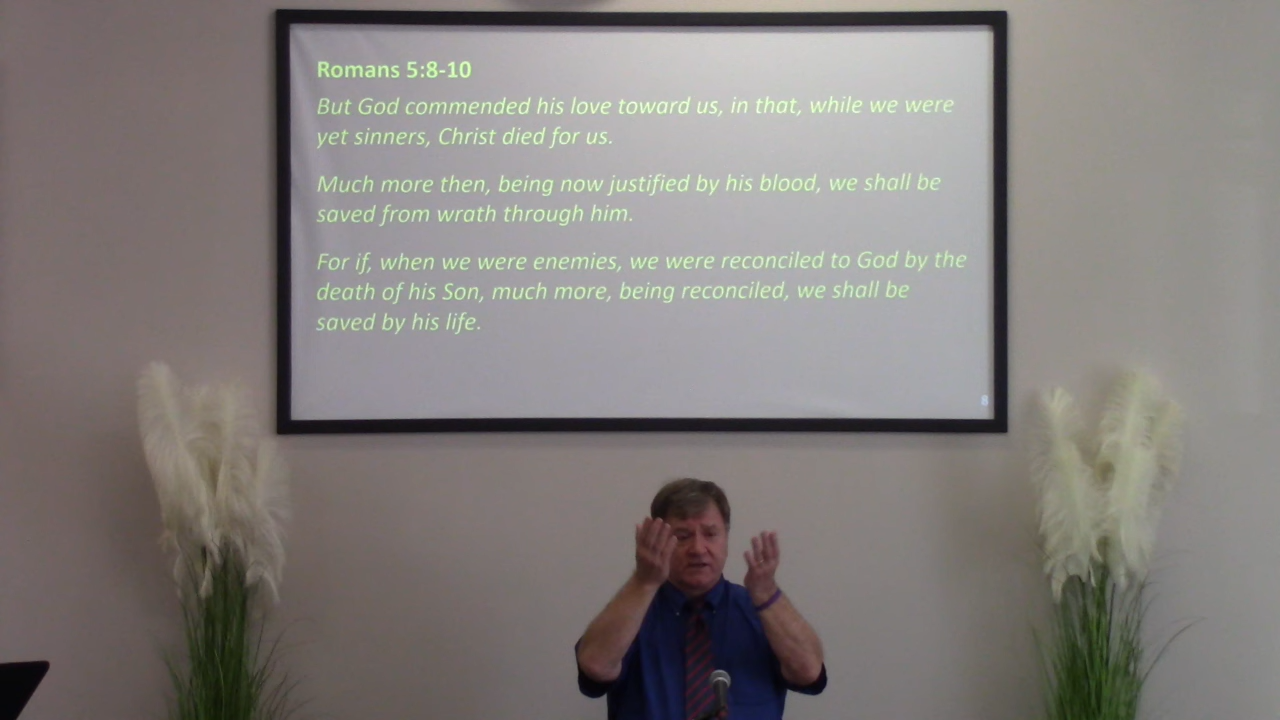 Romans 5:8-10
But God commended his love toward us, in that, while we were
yet sinners, Christ died for us.
Much more then, being now justified by his blood, we shall be
saved from wrath through him.
For if, when we were enemies, we were reconciled to God by the
death of his Son, much more, being reconciled, we shall be
saved by his life.
8